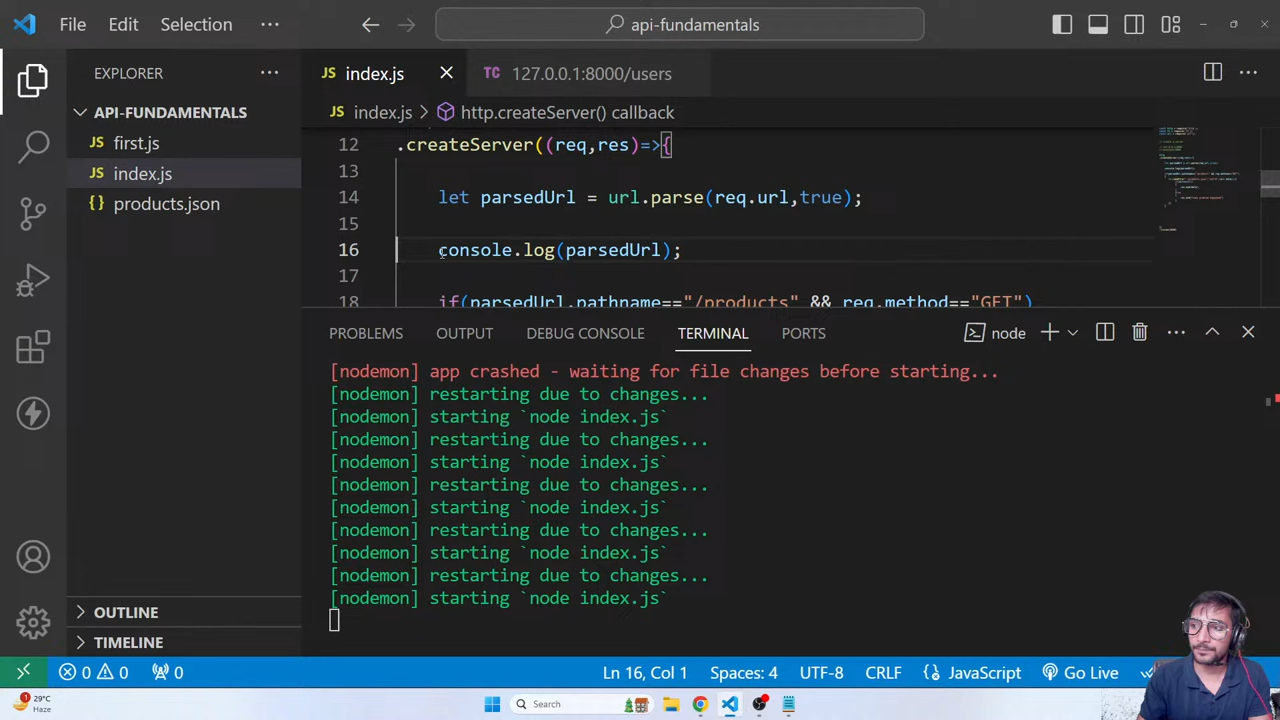 File Edit Selection ··· api-fundamentals
EXPLORER ···
API-FUNDAMENTALS
JS first.js
JS index.js
{} products.json
OUTLINE
TIMELINE
JS index.js TC 127.0.0.1:8000/users ···
JS index.js > http.createServer() callback
12 .createServer((req,res)=>{
13
14 let parsedUrl = url.parse(req.url,true);
15
16 console.log(parsedUrl);
17
18 if(parsedUrl.pathname=="/products" && req.method=="GET")
PROBLEMS OUTPUT DEBUG CONSOLE TERMINAL PORTS node ···
[nodemon] app crashed - waiting for file changes before starting...
[nodemon] restarting due to changes...
[nodemon] starting `node index.js`
[nodemon] restarting due to changes...
[nodemon] starting `node index.js`
[nodemon] restarting due to changes...
[nodemon] starting `node index.js`
[nodemon] restarting due to changes...
[nodemon] starting `node index.js`
[nodemon] restarting due to changes...
[nodemon] starting `node index.js`
0 0 0 Ln 16, Col 1 Spaces: 4 UTF-8 CRLF {} JavaScript Go Live
1 29°C
Haze
Search